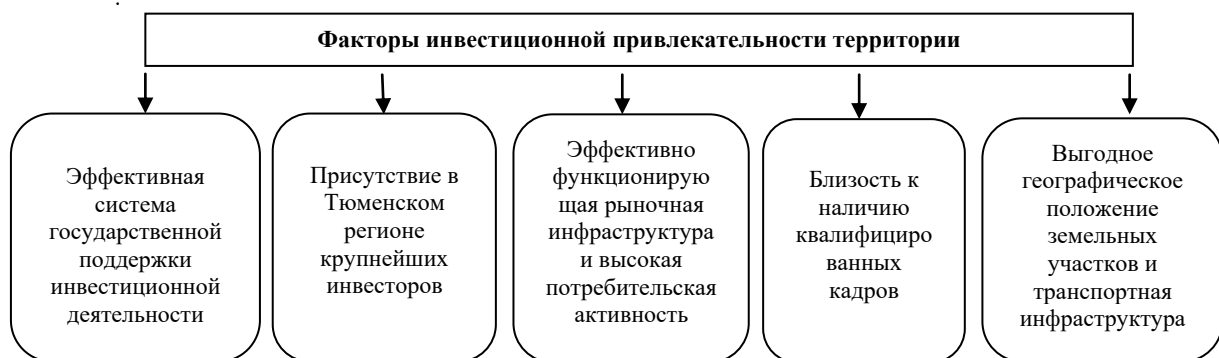 Факторы инвестиционной привлекательности территории
Эффективная
система
государственной
поддержки
инвестиционной
деятельности
Присутствие в
Тюменском
регионе
крупнейших
инвесторов
Эффективно
функционирую
щая рыночная
инфраструктура
и высокая
потребительская
активность
Близость к
наличию
квалифициро
ванных
кадров
Выгодное
географическое
положение
земельных
участков и
транспортная
инфраструктура